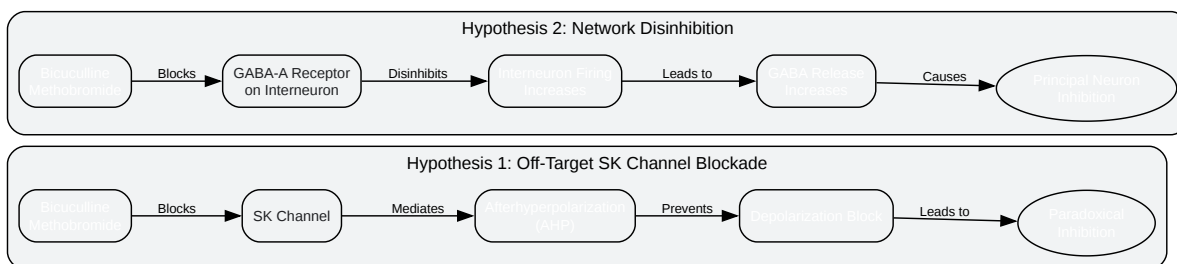 Hypothesis 2: Network Disinhibition
Bicuculline
Methobromide
Blocks
GABA-A Receptor
on Interneuron
Disinhibits
Interneuron Firing
Increases
Leads to
GABA Release
Increases
Causes
Principal Neuron
Inhibition
Hypothesis 1: Off-Target SK Channel Blockade
Bicuculline
Methobromide
Blocks
SK Channel
Mediates
Afterhyperpolarization
(AHP)
Prevents
Depolarization Block
Leads to
Paradoxical
Inhibition